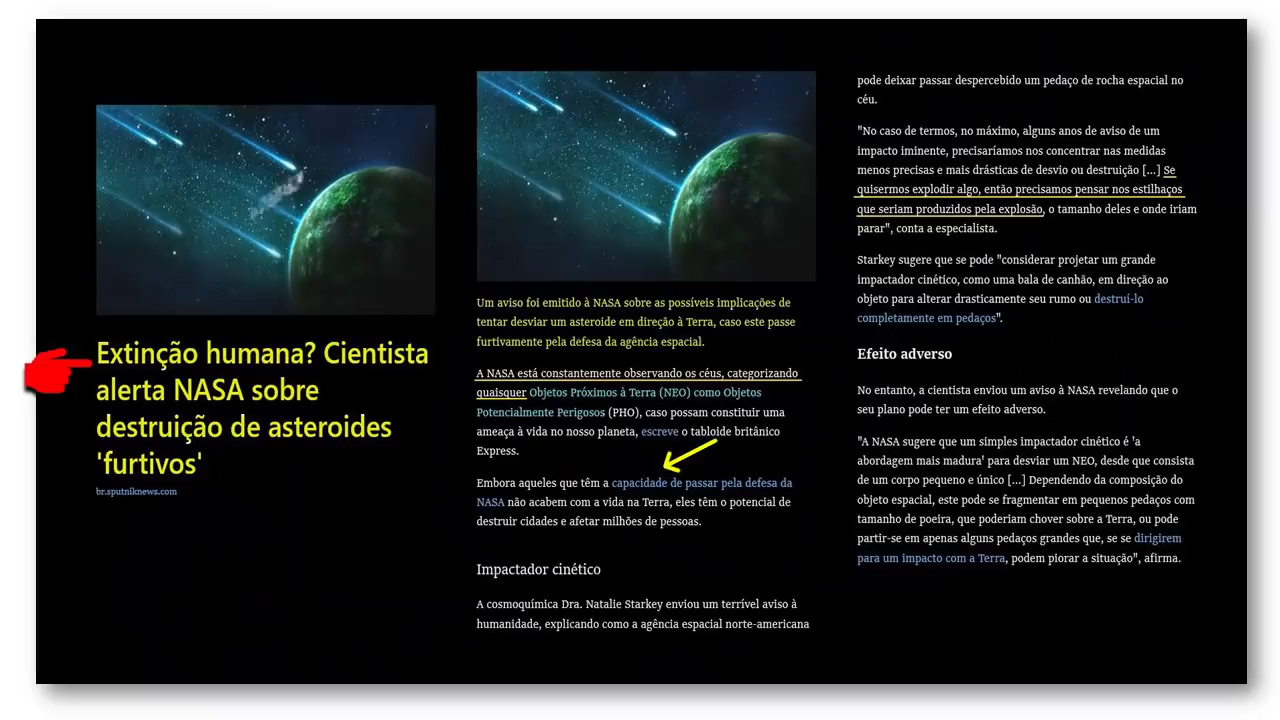 Extinção humana? Cientista
alerta NASA sobre
destruição de asteroides
'furtivos'
br.sputniknews.com
Um aviso foi emitido à NASA sobre as possíveis implicações de
tentar desviar um asteroide em direção à Terra, caso este passe
furtivamente pela defesa da agência espacial.
A NASA está constantemente observando os céus, categorizando
quaisquer Objetos Próximos à Terra (NEO) como Objetos
Potencialmente Perigosos (PHO), caso possam constituir uma
ameaça à vida no nosso planeta, escreve o tabloide britânico
Express.
Embora aqueles que têm a capacidade de passar pela defesa da
NASA não acabem com a vida na Terra, eles têm o potencial de
destruir cidades e afetar milhões de pessoas.
Impactador cinético
A cosmoquímica Dra. Natalie Starkey enviou um terrível aviso à
humanidade, explicando como a agência espacial norte-americana
pode deixar passar despercebido um pedaço de rocha espacial no
céu.
"No caso de termos, no máximo, alguns anos de aviso de um
impacto iminente, precisaríamos nos concentrar nas medidas
menos precisas e mais drásticas de desvio ou destruição [...] Se
quisermos explodir algo, então precisamos pensar nos estilhaços
que seriam produzidos pela explosão, o tamanho deles e onde iriam
parar", conta a especialista.
Starkey sugere que se pode "considerar projetar um grande
impactador cinético, como uma bala de canhão, em direção ao
objeto para alterar drasticamente seu rumo ou destruí-lo
completamente em pedaços".
Efeito adverso
No entanto, a cientista enviou um aviso à NASA revelando que o
seu plano pode ter um efeito adverso.
"A NASA sugere que um simples impactador cinético é 'a
abordagem mais madura' para desviar um NEO, desde que consista
de um corpo pequeno e único [...] Dependendo da composição do
objeto espacial, este pode se fragmentar em pequenos pedaços com
tamanho de poeira, que poderiam chover sobre a Terra, ou pode
partir-se em apenas alguns pedaços grandes que, se se dirigirem
para um impacto com a Terra, podem piorar a situação", afirma.